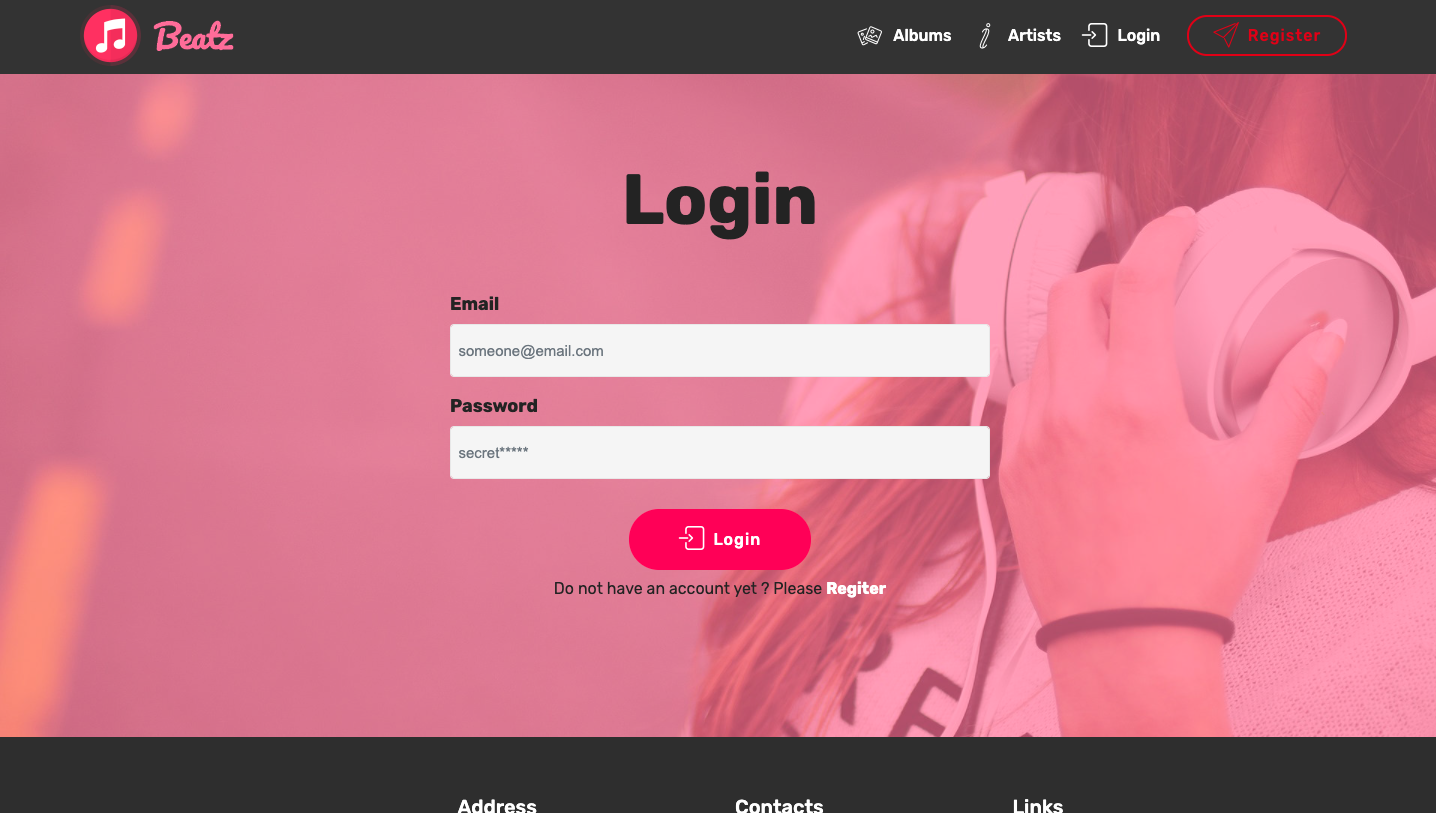 Beatz
Albums
Artists
Login
Register
Login
Email
someone@email.com
Password
secret*****
Login
Do not have an account yet ? Please Regiter
Address
Contacts
Links